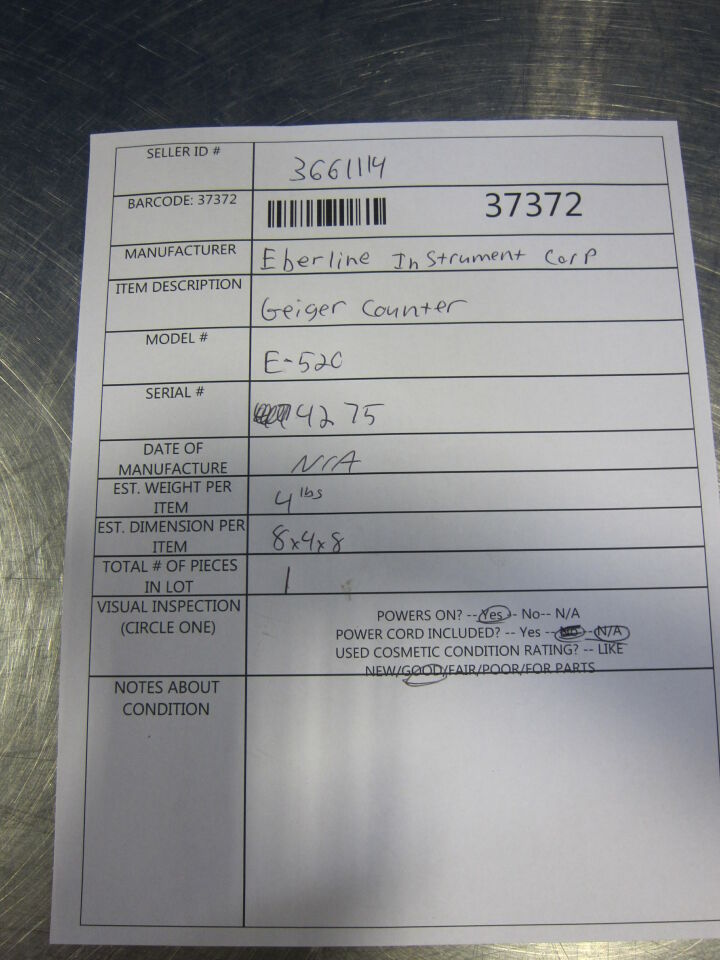 SELLER ID # 3661114
BARCODE: 37372 37372
MANUFACTURER Eberline Instrument Corp
ITEM DESCRIPTION Geiger Counter
MODEL # E-520
SERIAL # 4275
DATE OF
MANUFACTURE N/A
EST. WEIGHT PER
ITEM 4 lbs
EST. DIMENSION PER
ITEM 8x4x8
TOTAL # OF PIECES
IN LOT 1
VISUAL INSPECTION
(CIRCLE ONE)
POWERS ON? --Yes-- No-- N/A
POWER CORD INCLUDED? -- Yes --No--N/A
USED COSMETIC CONDITION RATING? -- LIKE
NEW/GOOD/FAIR/POOR/FOR PARTS
NOTES ABOUT
CONDITION